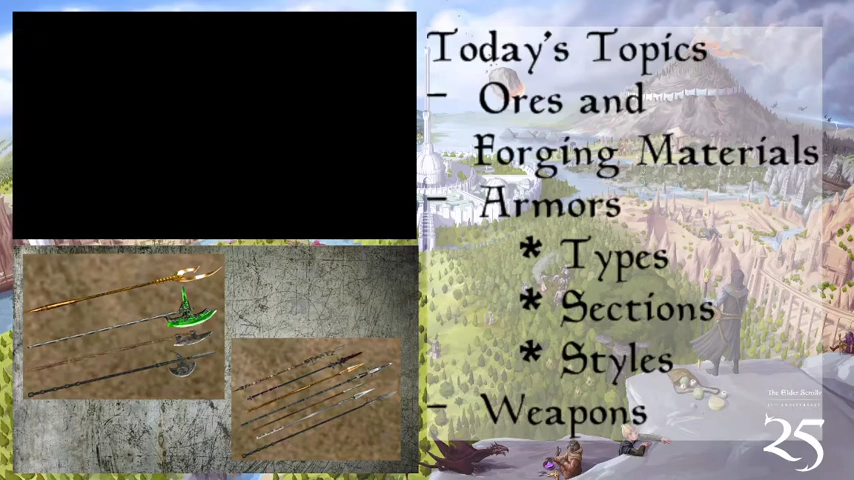 Today's Topics
- Ores and
Forging Materials
- Armors
* Types
* Sections
* Styles
- Weapons
The Elder Scrolls
25